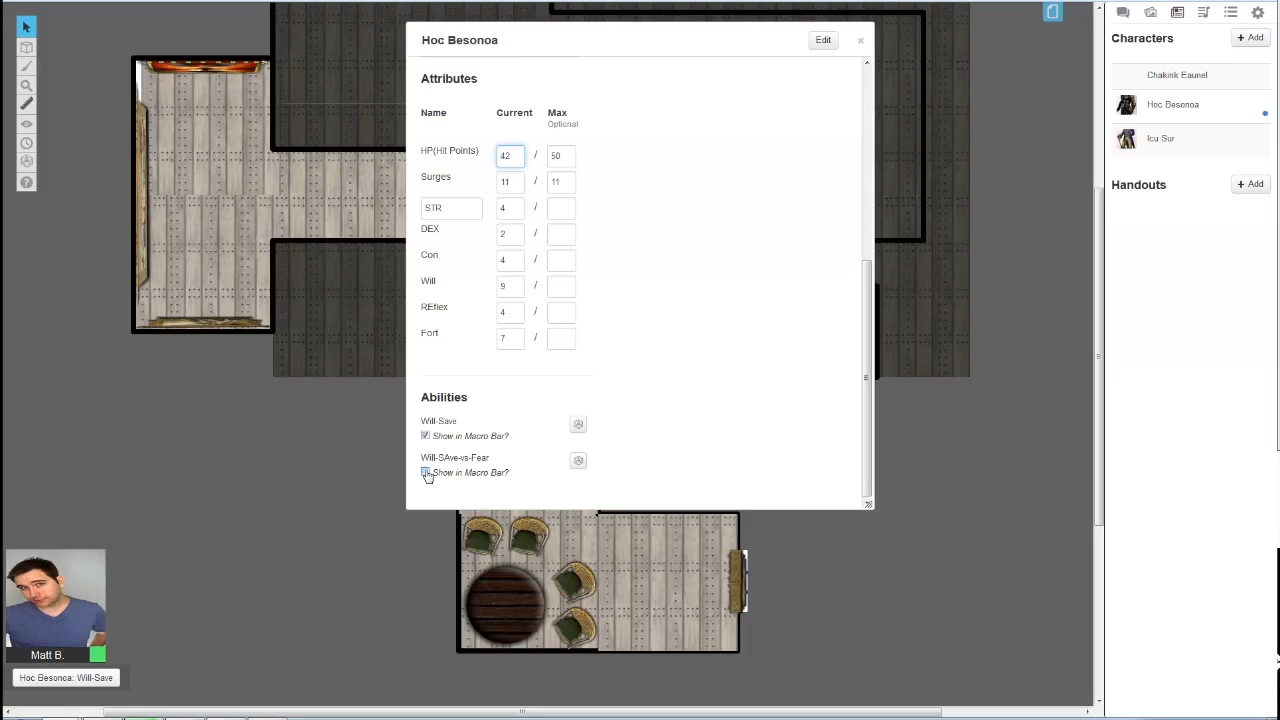 Hoc Besonoa
Edit
Attributes
Name Current Max
Optional
HP(Hit Points) 42 / 50
Surges 11 / 11
STR 4 /
DEX 2 /
Con 4 /
Will 9 /
REflex 4 /
Fort 7 /
Abilities
Will-Save
Show in Macro Bar?
Will-SAve-vs-Fear
Show in Macro Bar?
Characters
+ Add
Chakink Eaunel
Hoc Besonoa
Icu Sur
Handouts
+ Add
Matt B.
Hoc Besonoa: Will-Save